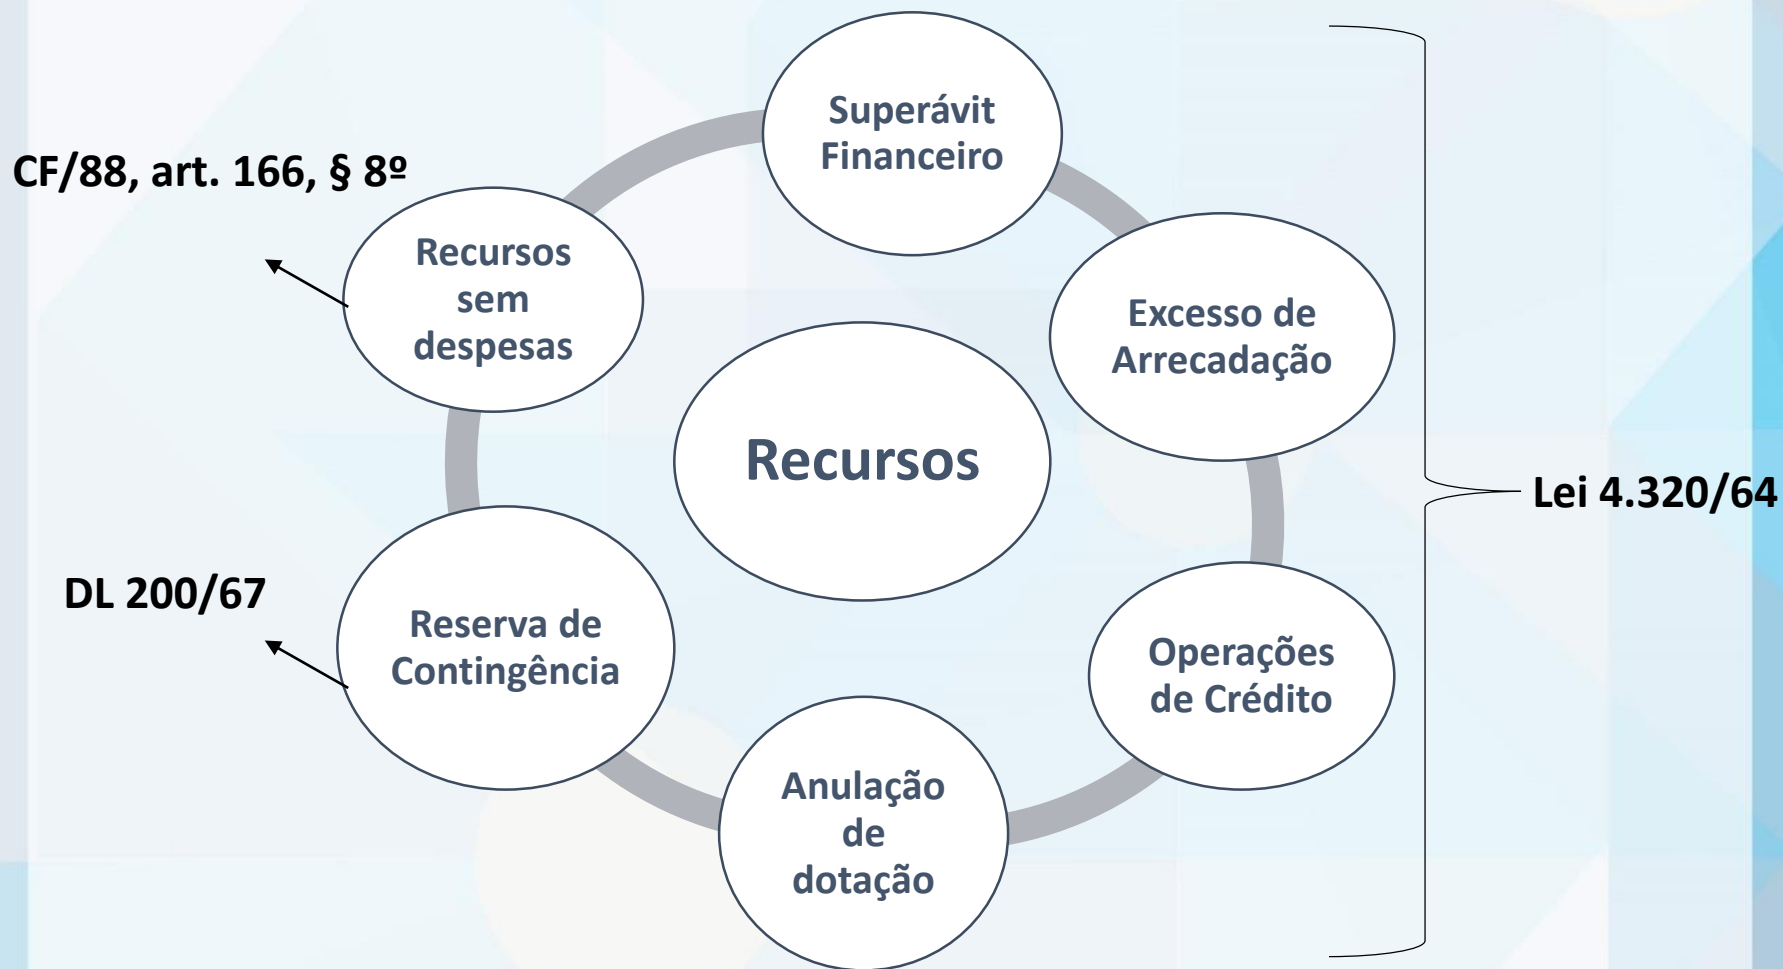 Superávit
Financeiro
CF/88, art. 166, § 8º
Recursos
sem
despesas
Excesso de
Arrecadação
Recursos
Lei 4.320/64
DL 200/67
Reserva de
Contingência
Operações
de Crédito
Anulação
de
dotação